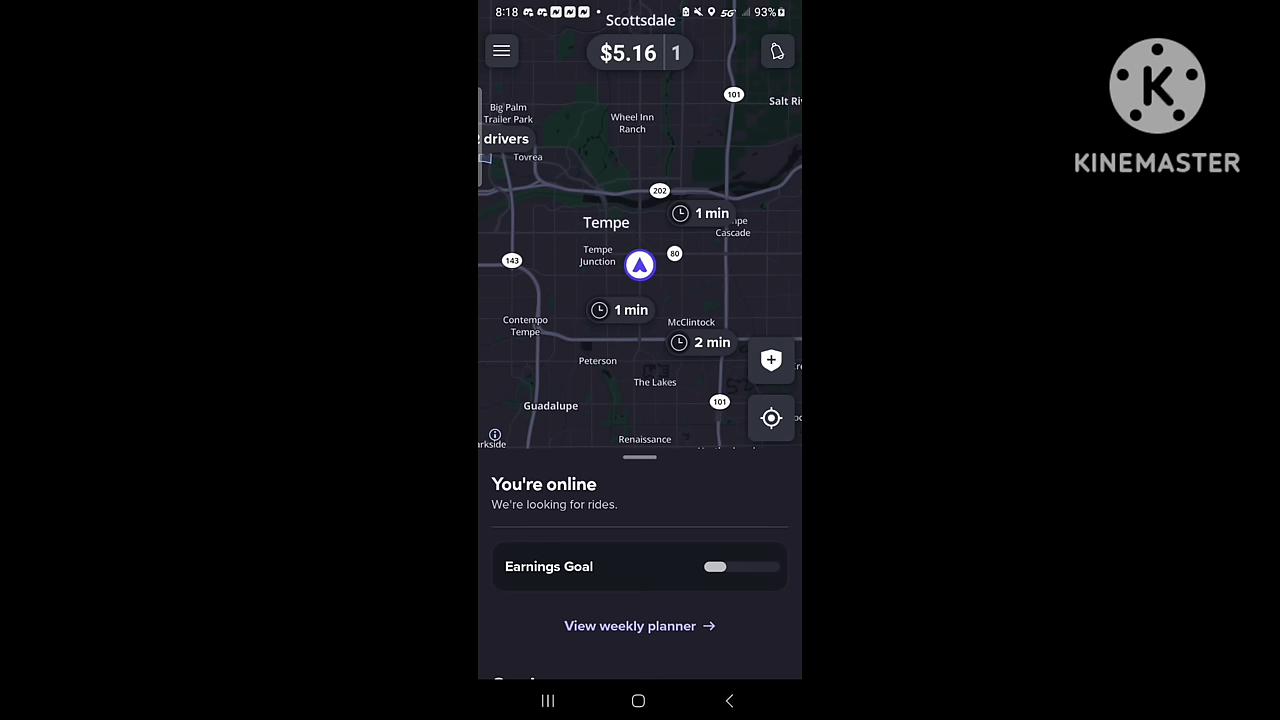 8:18
5G
93%
Scottsdale
$5.16 1
101
Salt Ri
Big Palm
Trailer Park
Wheel Inn
Ranch
drivers
Tovrea
202
1 min
Tempe
Cascade
Tempe
Junction
80
143
1 min
Contempo
Tempe
McClintock
2 min
Peterson
The Lakes
Guadalupe
101
arkside
Renaissance
You're online
We're looking for rides.
Earnings Goal
View weekly planner →
K
KINEMASTER